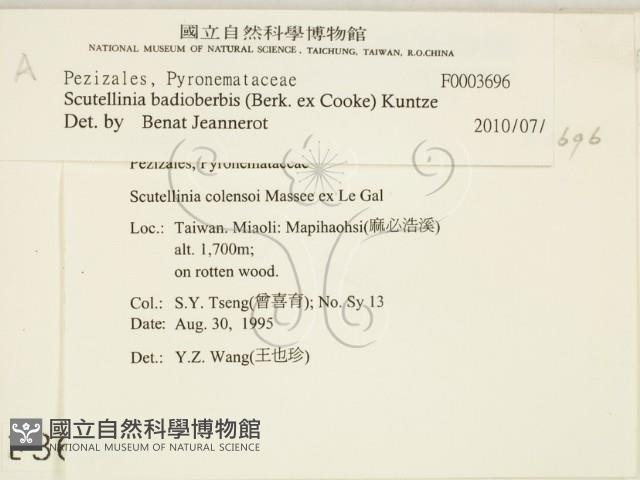 國立自然科學博物館
NATIONAL MUSEUM OF NATURAL SCIENCE, TAICHUNG, TAIWAN, R.O.CHINA
A
Pezizales, Pyronemataceae F0003696
Scutellinia badioberbis (Berk. ex Cooke) Kuntze
Det. by Benat Jeannerot 2010/07/
696
Pezizales, Pyronemataceae
Scutellinia colensoi Massee ex Le Gal
Loc.: Taiwan. Miaoli: Mapihaohsi(麻必浩溪)
alt. 1,700m;
on rotten wood.
Col.: S.Y. Tseng(曾喜育); No. Sy 13
Date: Aug. 30, 1995
Det.: Y.Z. Wang(王也珍)
國立自然科學博物館
NATIONAL MUSEUM OF NATURAL SCIENCE